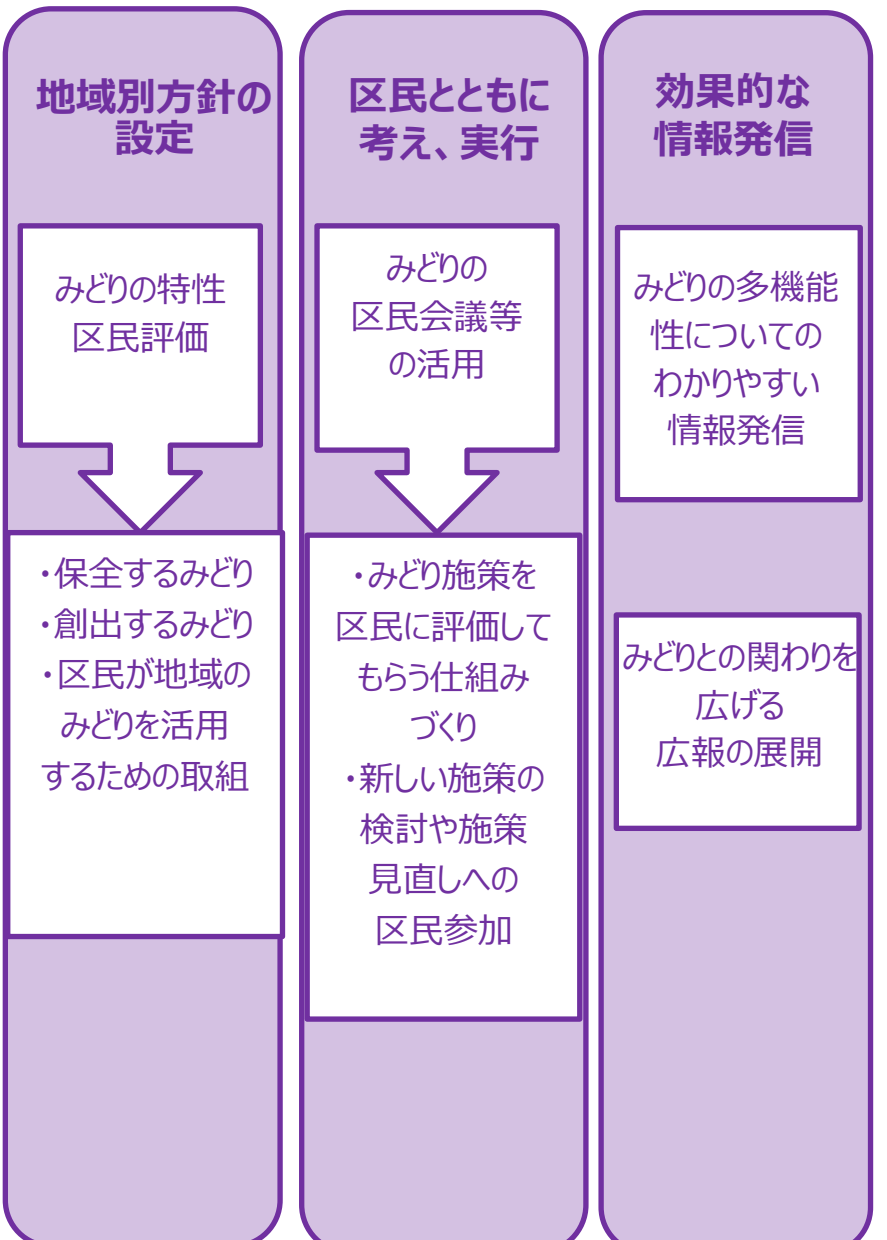 地域別方針の
設定
みどりの特性
区民評価
・保全するみどり
・創出するみどり
・区民が地域の
みどりを活用
するための取組
区民とともに
考え、実行
みどりの
区民会議等
の活用
・みどり施策を
区民に評価して
もらう仕組み
づくり
・新しい施策の
検討や施策
見直しへの
区民参加
効果的な
情報発信
みどりの多機能
性についての
わかりやすい
情報発信
みどりとの関わりを
広げる
広報の展開